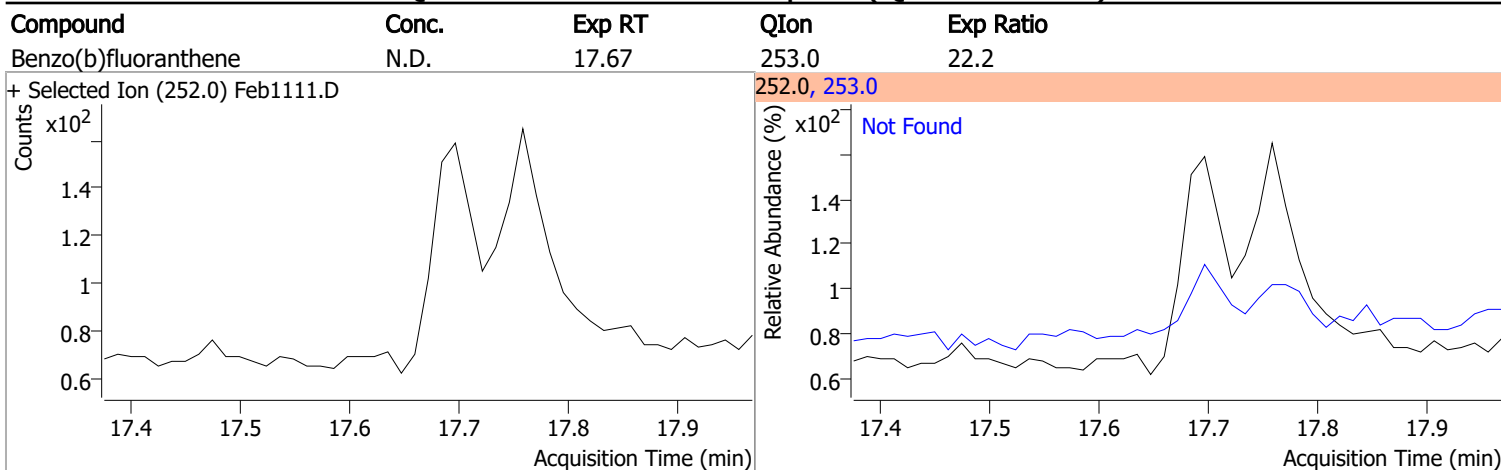 Compound Conc. Exp RT QIon Exp Ratio
Benzo(b)fluoranthene N.D. 17.67 253.0 22.2
+ Selected Ion (252.0) Feb1111.D
Counts
x10²
1.4
1.2
1
0.8
0.6
17.4 17.5 17.6 17.7 17.8 17.9
Acquisition Time (min)
252.0, 253.0
Relative Abundance (%)
x10²
Not Found
1.4
1.2
1
0.8
0.6
17.4 17.5 17.6 17.7 17.8 17.9
Acquisition Time (min)